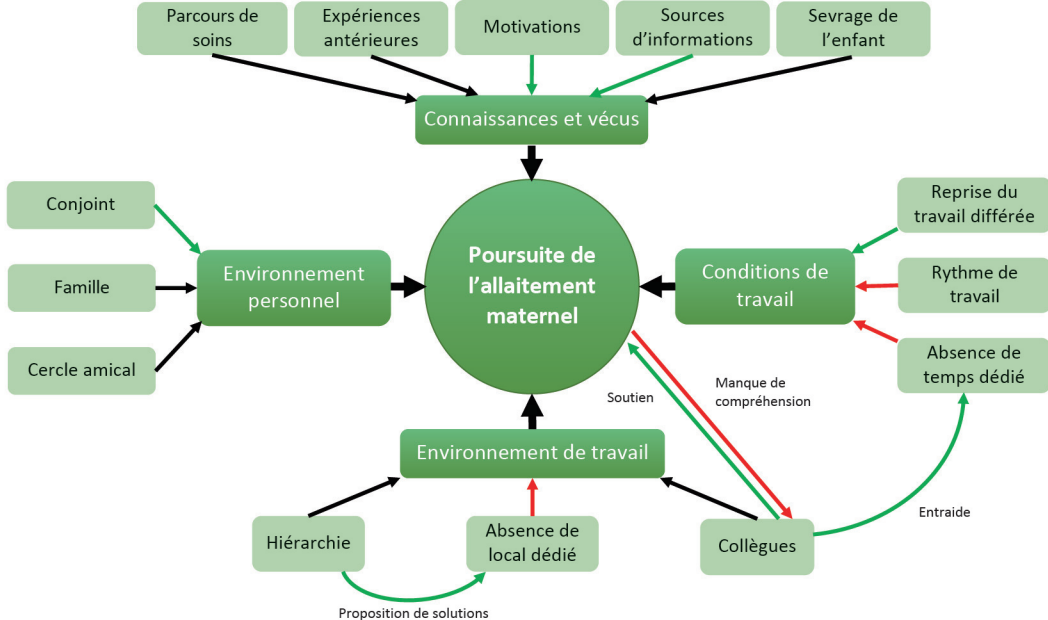 Parcours de
soins
Expériences
antérieures
Motivations
Sources
d’informations
Sevrage de
l’enfant
Connaissances et vécus
Conjoint
Famille
Cercle amical
Environnement
personnel
Poursuite de
l’allaitement
maternel
Conditions de
travail
Reprise du
travail différée
Rythme de
travail
Absence de
temps dédié
Soutien
Manque de
compréhension
Environnement de travail
Hiérarchie
Absence de
local dédié
Collègues
Entraide
Proposition de solutions